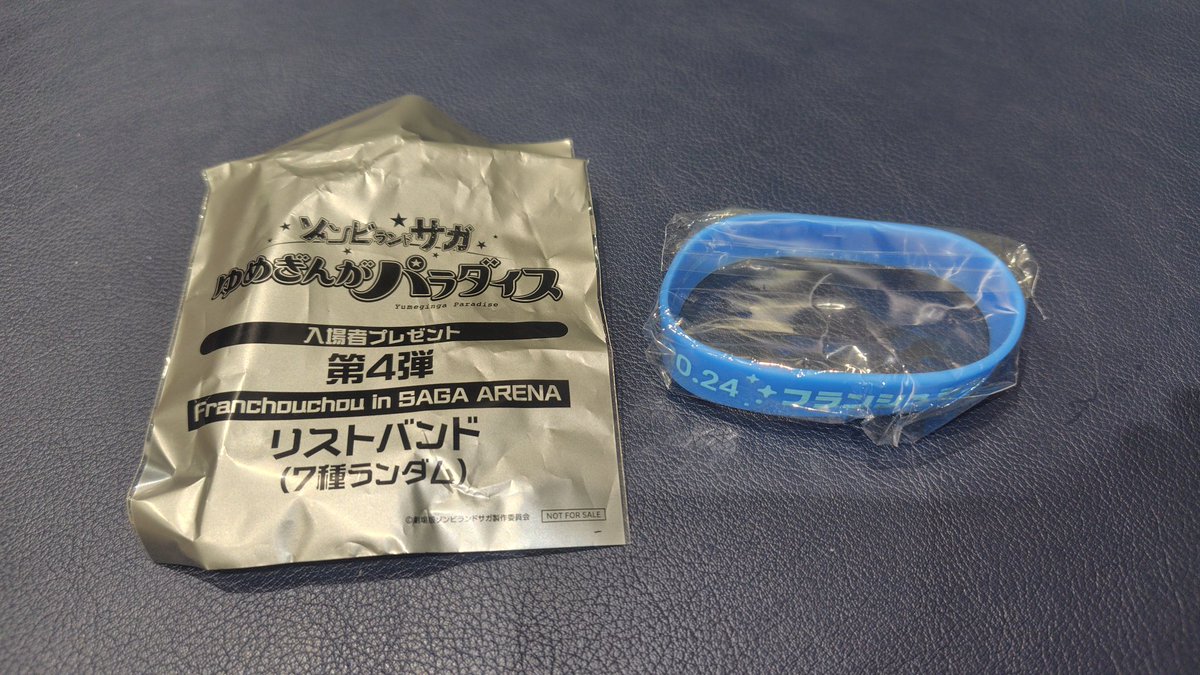 ゾンビランドサガ
ゆめぎんがパラダイス
Yumeginga Paradise
入場者プレゼント
第4弾
Franchouchou in SAGA ARENA
リストバンド
(7種ランダム)
©劇場版ゾンビランドサガ製作委員会
NOT FOR SALE
0.24 フランシュ